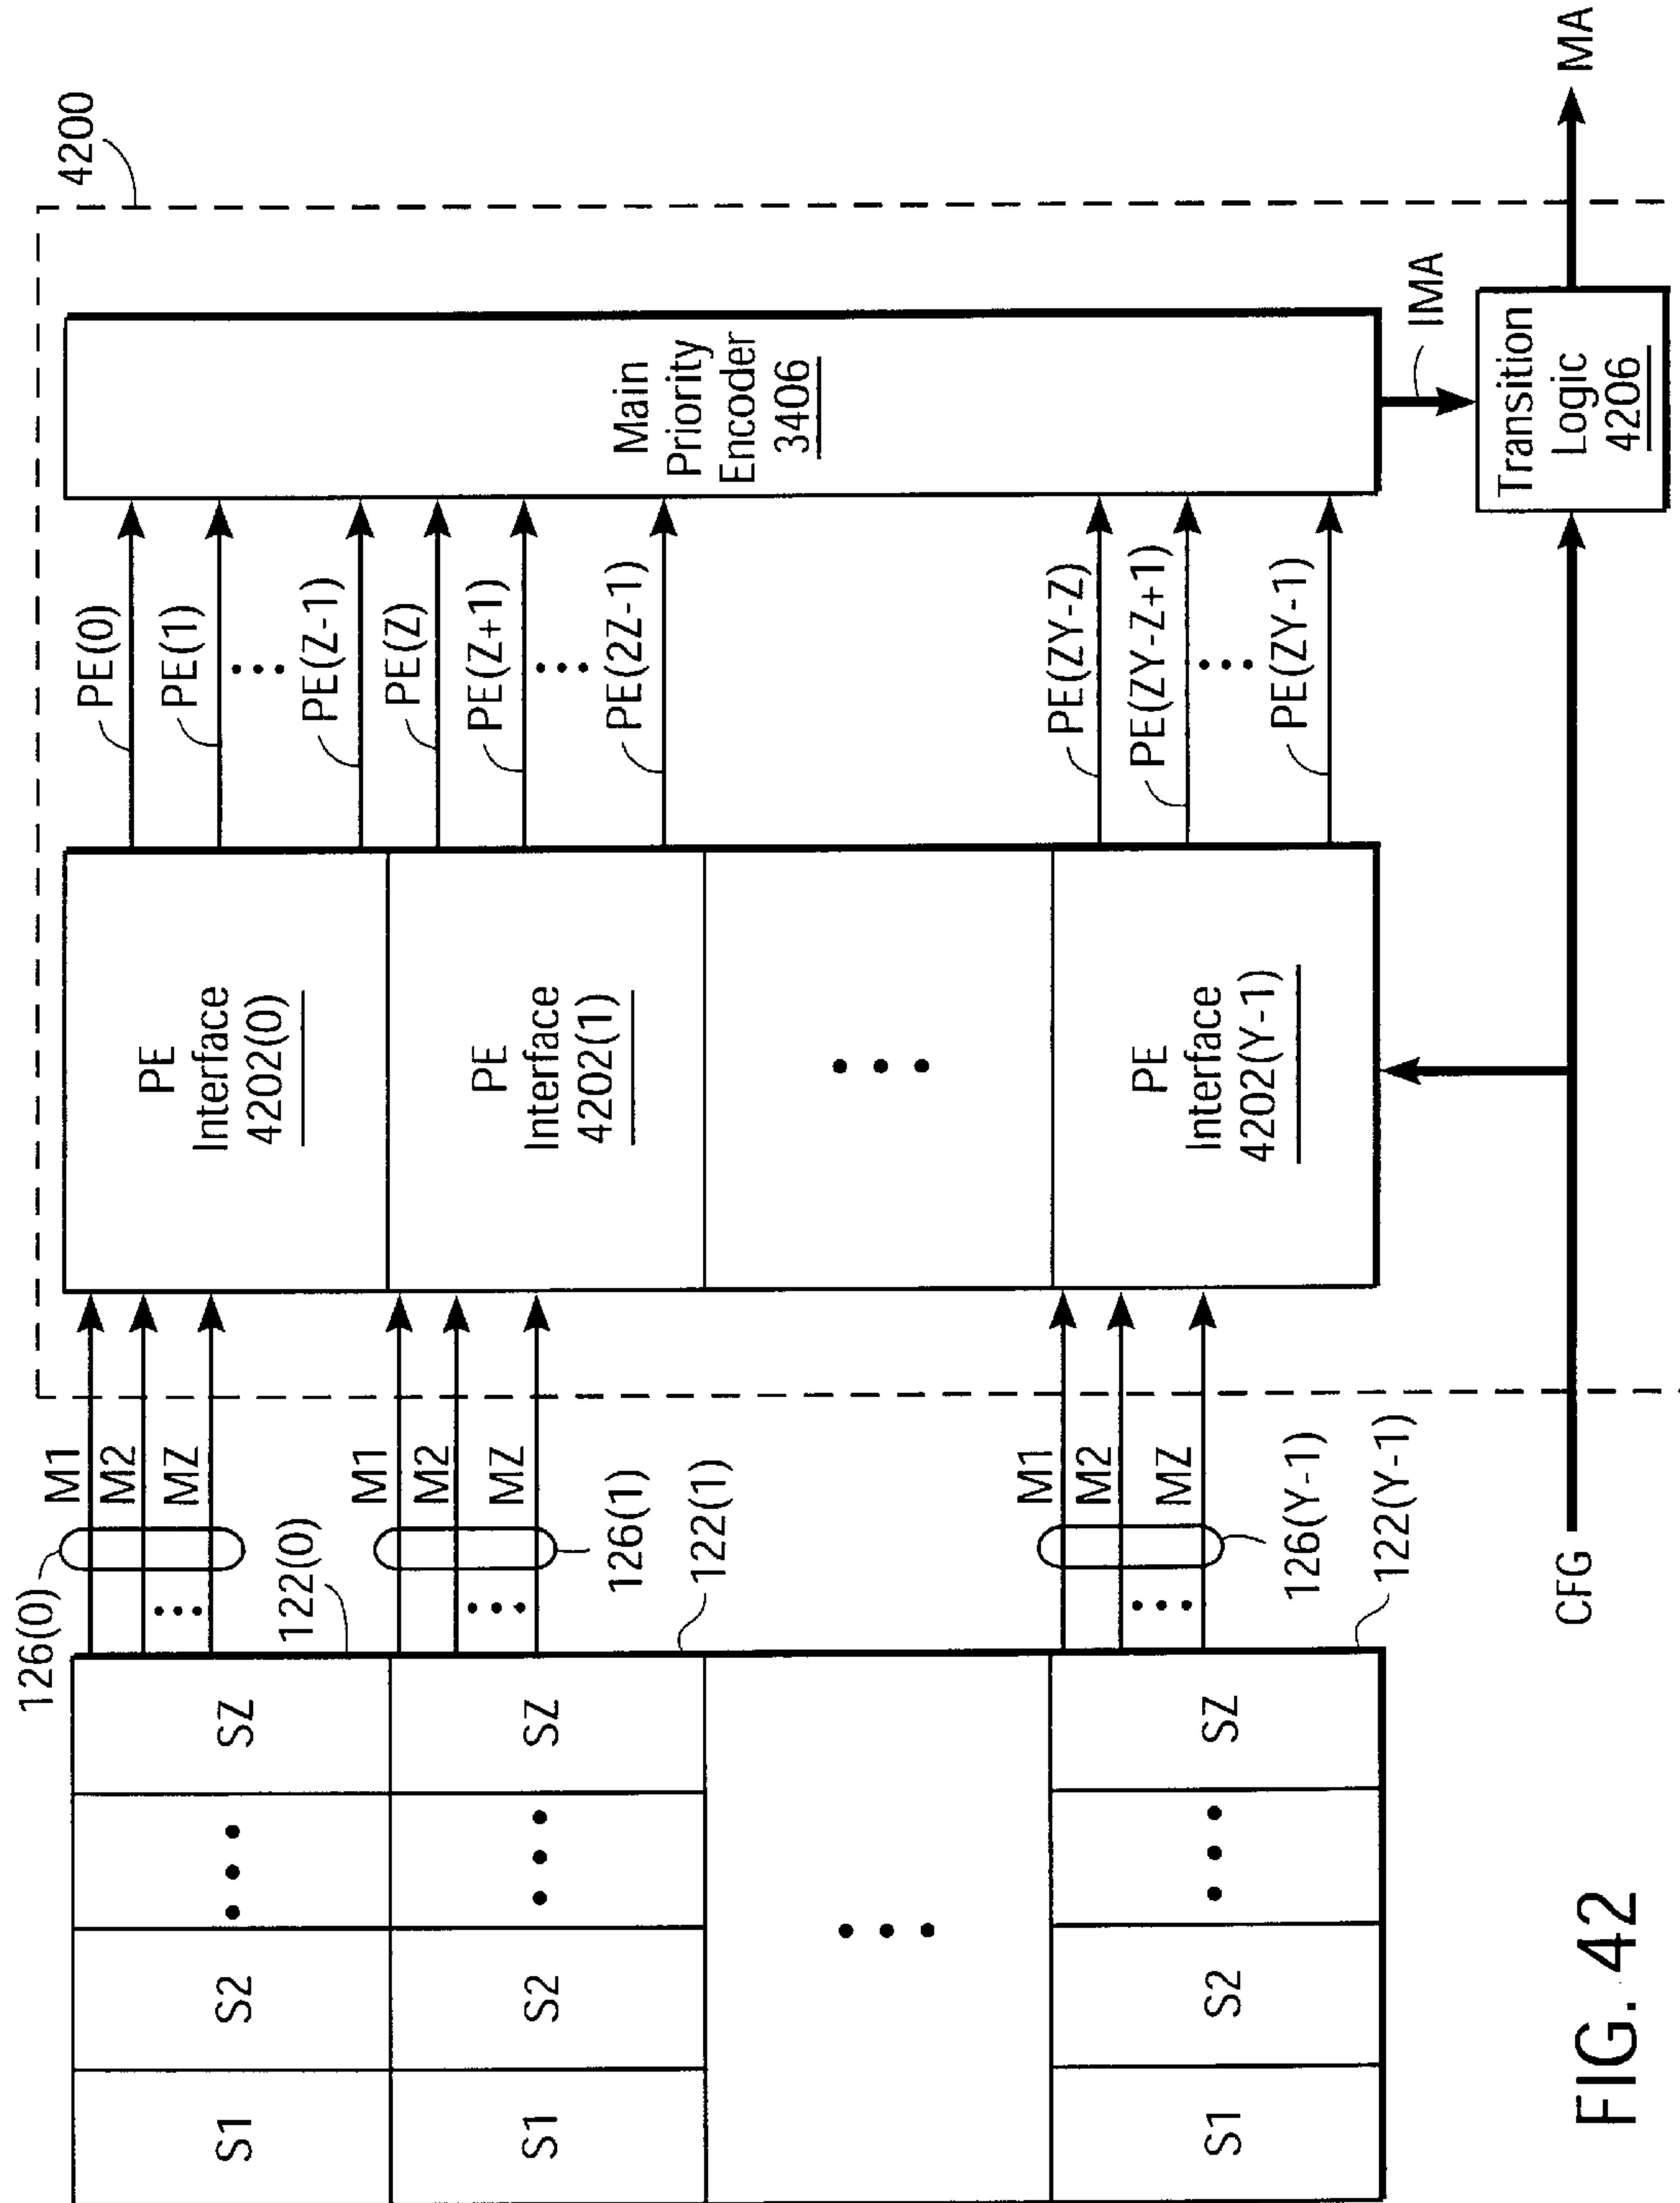 4200
126(0)
M1
M2
MZ
122(0)
S1
S2
SZ
PE
Interface
4202(0)
PE(0)
PE(1)
PE(Z-1)
Main
Priority
Encoder
3406
M1
M2
MZ
126(1)
122(1)
S1
S2
SZ
PE
Interface
4202(1)
PE(Z)
PE(Z+1)
PE(2Z-1)
M1
M2
MZ
126(Y-1)
122(Y-1)
S1
S2
SZ
PE
Interface
4202(Y-1)
PE(ZY-Z)
PE(ZY-Z+1)
PE(ZY-1)
IMA
CFG
Transition
Logic
4206
MA
FIG. 42